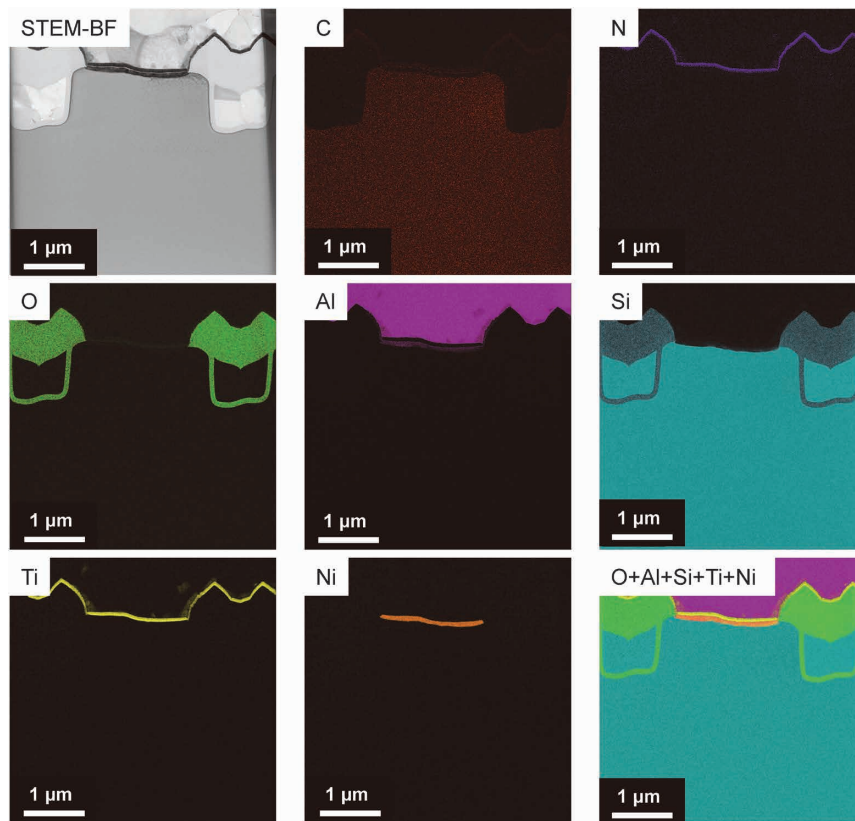 STEM-BF
C
N
1 µm
1 µm
1 µm
O
Al
Si
1 µm
1 µm
1 µm
Ti
Ni
O+Al+Si+Ti+Ni
1 µm
1 µm
1 µm